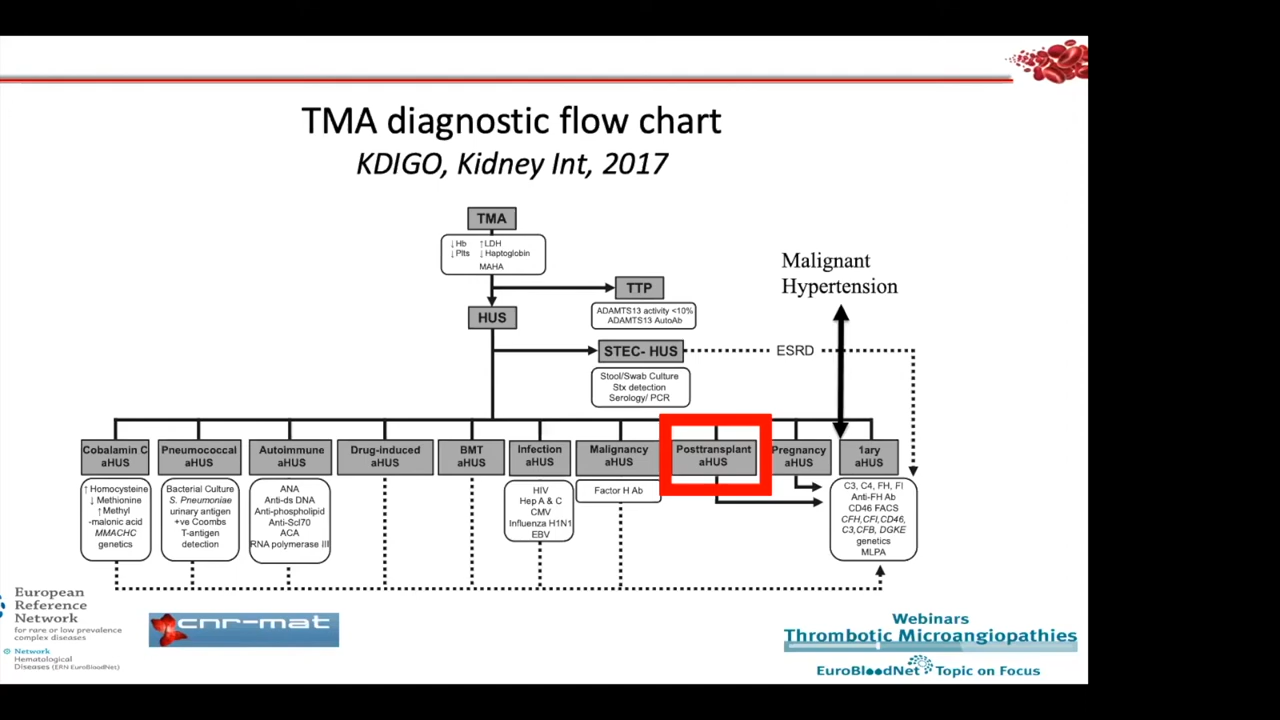 TMA diagnostic flow chart
KDIGO, Kidney Int, 2017
TMA
↓Hb ↑LDH
↓Plts ↓Haptoglobin
MAHA
TTP
ADAMTS13 activity <10%
ADAMTS13 AutoAb
HUS
STEC- HUS
ESRD
Stool/Swab Culture
Stx detection
Serology/ PCR
Malignant
Hypertension
Cobalamin C
aHUS
↑Homocysteine
↓ Methionine
↑Methyl
-malonic acid
MMACHC
genetics
Pneumococcal
aHUS
Bacterial Culture
S. Pneumoniae
urinary antigen
+ve Coombs
T-antigen
detection
Autoimmune
aHUS
ANA
Anti-ds DNA
Anti-phospholipid
Anti-Scl70
ACA
RNA polymerase III
Drug-induced
aHUS
BMT
aHUS
Infection
aHUS
HIV
Hep A & C
CMV
Influenza H1N1
EBV
Malignancy
aHUS
Factor H Ab
Posttransplant
aHUS
Pregnancy
aHUS
1ary
aHUS
C3, C4, FH, FI
Anti-FH Ab
CD46 FACS
CFH,CFI,CD46,
C3,CFB, DGKE
genetics
MLPA
European
Reference
Network
for rare or low prevalence
complex diseases
Network
Hematological
Diseases (ERN EuroBloodNet)
cnr-mat
Webinars
Thrombotic Microangiopathies
EuroBloodNet Topic on Focus